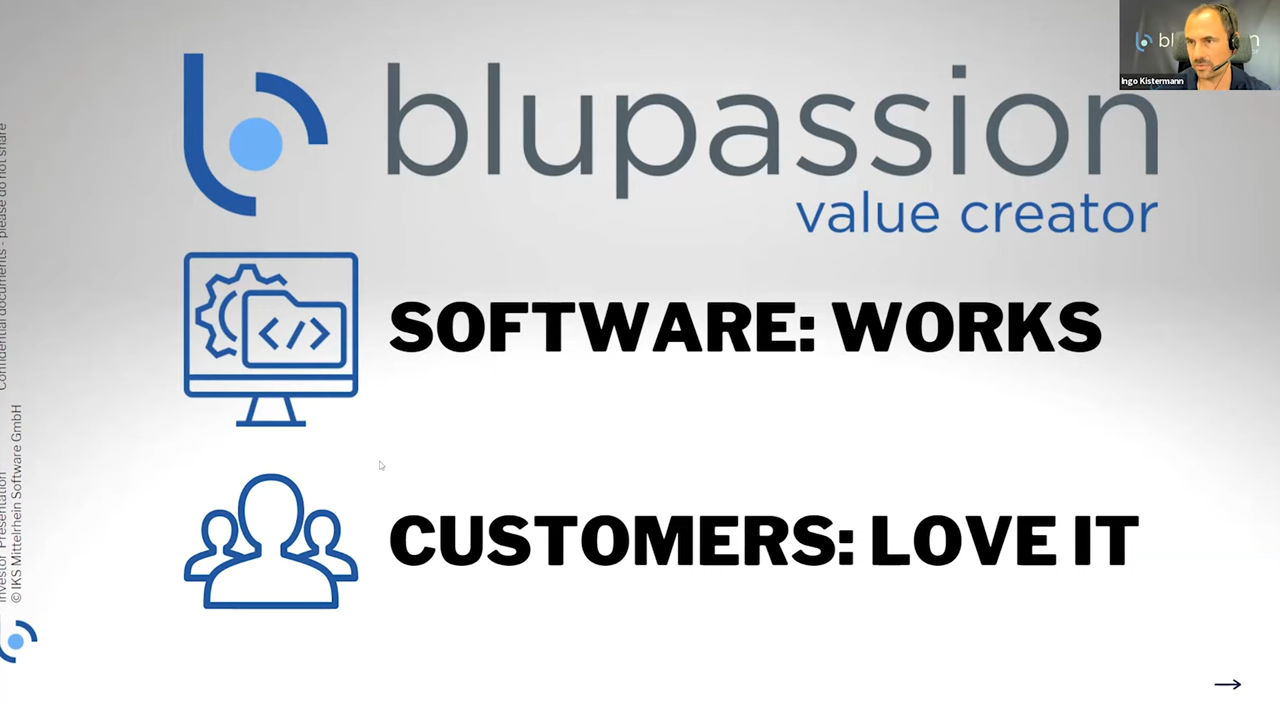 blupassion
value creator
SOFTWARE: WORKS
CUSTOMERS: LOVE IT
Ingo Kistermann
Investor Presentation
© IKS Mittelrhein Software GmbH
Confidential documents - please do not share